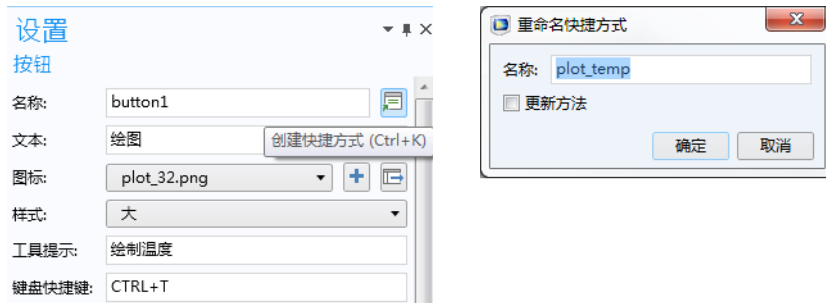 设置
按钮
名称: button1
文本: 绘图
创建快捷方式 (Ctrl+K)
图标: plot_32.png
样式: 大
工具提示: 绘制温度
键盘快捷键: CTRL+T
重命名快捷方式
名称: plot_temp
更新方法
确定 取消